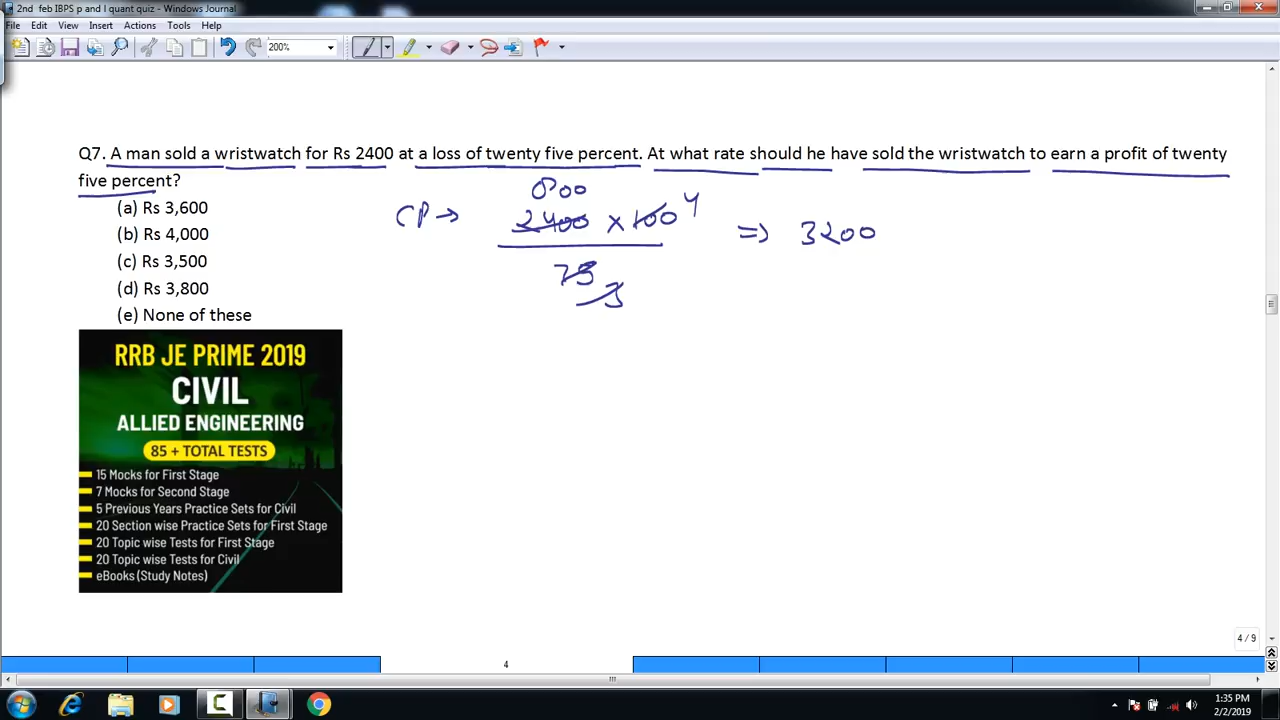 2nd feb IBPS p and I quant quiz - Windows Journal
File Edit View Insert Actions Tools Help
200%
Q7. A man sold a wristwatch for Rs 2400 at a loss of twenty five percent. At what rate should he have sold the wristwatch to earn a profit of twenty
five percent?
(a) Rs 3,600
(b) Rs 4,000
(c) Rs 3,500
(d) Rs 3,800
(e) None of these
800
CP → 2400 × 100 4 => 3200
75
3
RRB JE PRIME 2019
CIVIL
ALLIED ENGINEERING
85 + TOTAL TESTS
15 Mocks for First Stage
7 Mocks for Second Stage
5 Previous Years Practice Sets for Civil
20 Section wise Practice Sets for First Stage
20 Topic wise Tests for First Stage
20 Topic wise Tests for Civil
eBooks (Study Notes)
4 / 9
4
1:35 PM
2/2/2019